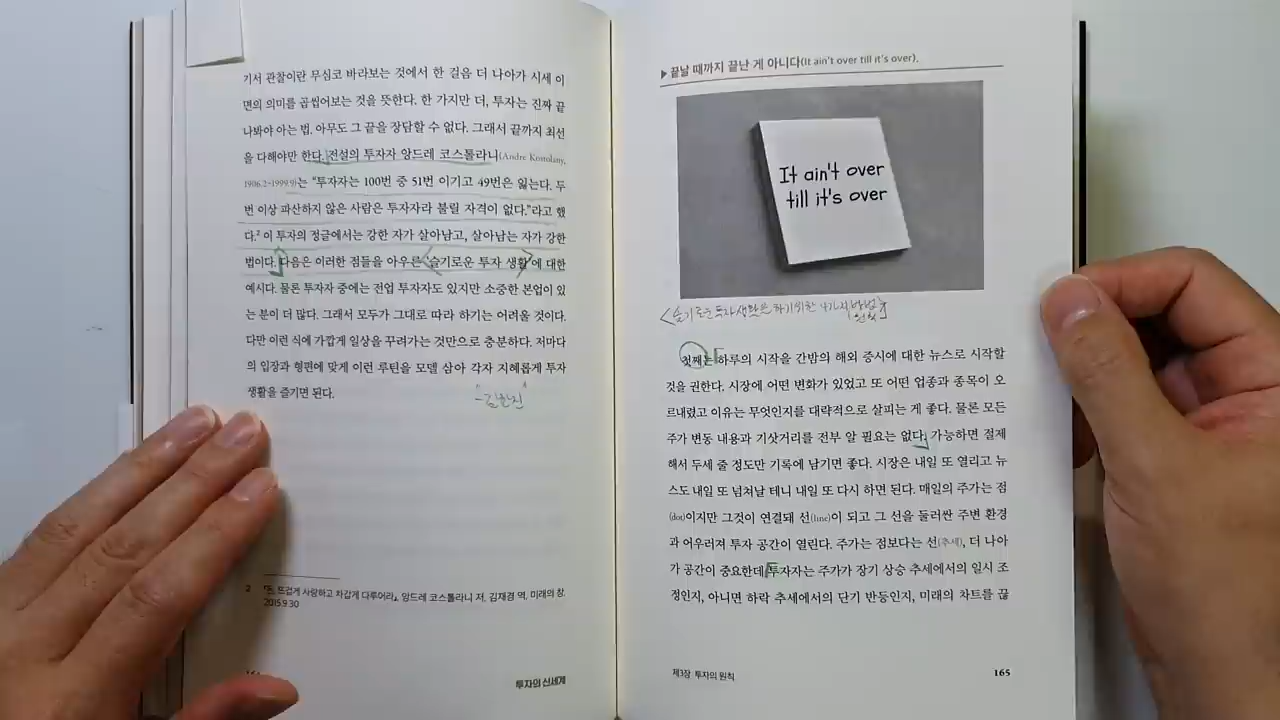 기서 관찰이란 무심코 바라보는 것에서 한 걸음 더 나아가 시세 이
면의 의미를 곱씹어보는 것을 뜻한다. 한 가지만 더, 투자는 진짜 끝
나봐야 아는 법. 아무도 그 끝을 장담할 수 없다. 그래서 끝까지 최선
을 다해야만 한다. 전설의 투자자 앙드레 코스톨라니(Andre Kostolany,
1906.2~1999.9)는 "투자자는 100번 중 51번 이기고 49번은 잃는다. 두
번 이상 파산하지 않은 사람은 투자자라 불릴 자격이 없다."라고 했
다.² 이 투자의 정글에서는 강한 자가 살아남고, 살아남는 자가 강한
법이다. 다음은 이러한 점들을 아우른 '슬기로운 투자 생활'에 대한
예시다. 물론 투자자 중에는 전업 투자자도 있지만 소중한 본업이 있
는 분이 더 많다. 그래서 모두가 그대로 따라 하기는 어려울 것이다.
다만 이런 식에 가깝게 일상을 꾸려가는 것만으로 충분하다. 저마다
의 입장과 형편에 맞게 이런 루틴을 모델 삼아 각자 지혜롭게 투자
생활을 즐기면 된다.
"-김한진"
2 『돈, 뜨겁게 사랑하고 차갑게 다루어라』, 앙드레 코스톨라니 저, 김재경 역, 미래의 창,
2015.9.30
투자의 신세계
▶ 끝날 때까지 끝난 게 아니다(It ain't over till it's over).
It ain't over
till it's over
<슬기로운 투자생활을 하기 위한 4가지 방법>
원칙
첫째는 하루의 시작을 간밤의 해외 증시에 대한 뉴스로 시작할
것을 권한다. 시장에 어떤 변화가 있었고 또 어떤 업종과 종목이 오
르내렸고 이유는 무엇인지를 대략적으로 살피는 게 좋다. 물론 모든
주가 변동 내용과 기삿거리를 전부 알 필요는 없다. 가능하면 절제
해서 두세 줄 정도만 기록에 남기면 좋다. 시장은 내일 또 열리고 뉴
스도 내일 또 넘쳐날 테니 내일 또 다시 하면 된다. 매일의 주가는 점
(dot)이지만 그것이 연결돼 선(line)이 되고 그 선을 둘러싼 주변 환경
과 어우러져 투자 공간이 열린다. 주가는 점보다는 선(추세), 더 나아
가 공간이 중요한데 투자자는 주가가 장기 상승 추세에서의 일시 조
정인지, 아니면 하락 추세에서의 단기 반등인지, 미래의 차트를 끊
제3장 투자의 원칙
165